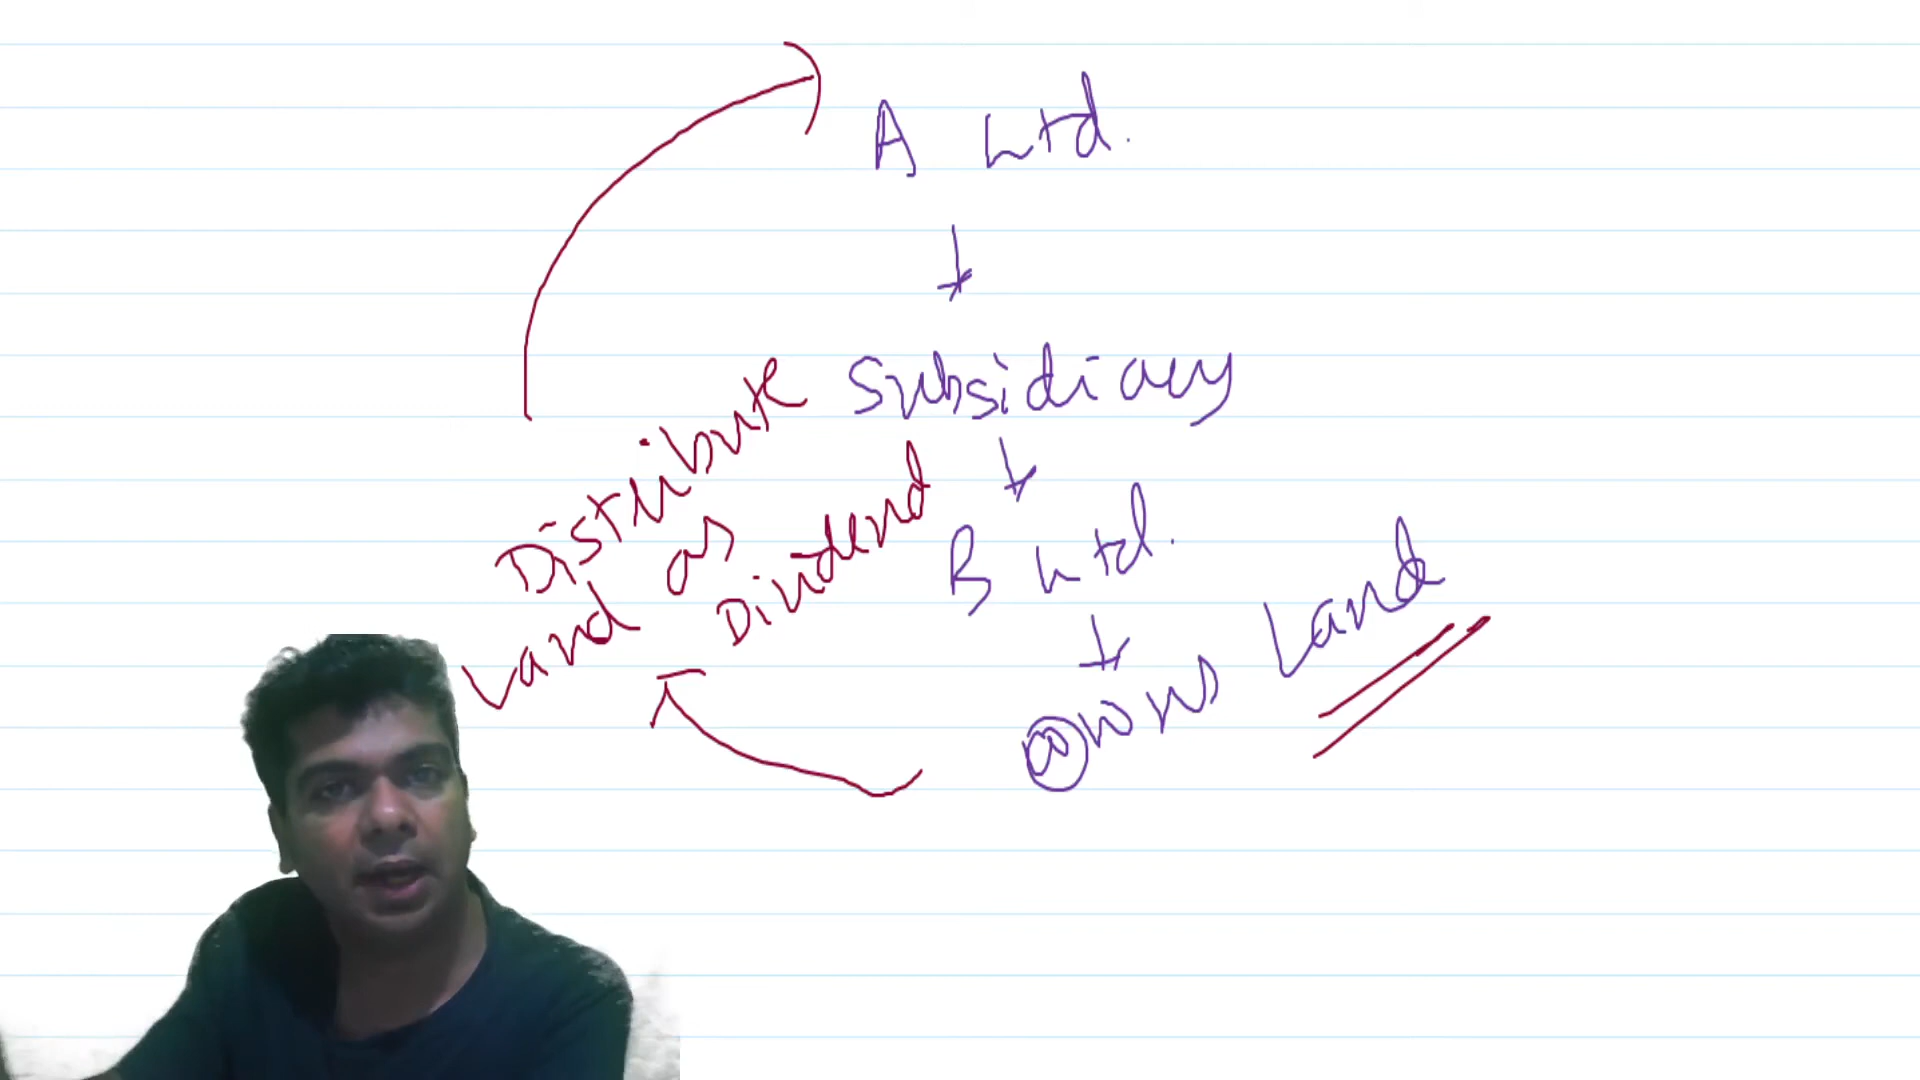 A Ltd.
Subsidiary
B Ltd.
owns Land
Distribute
Land as
Dividend